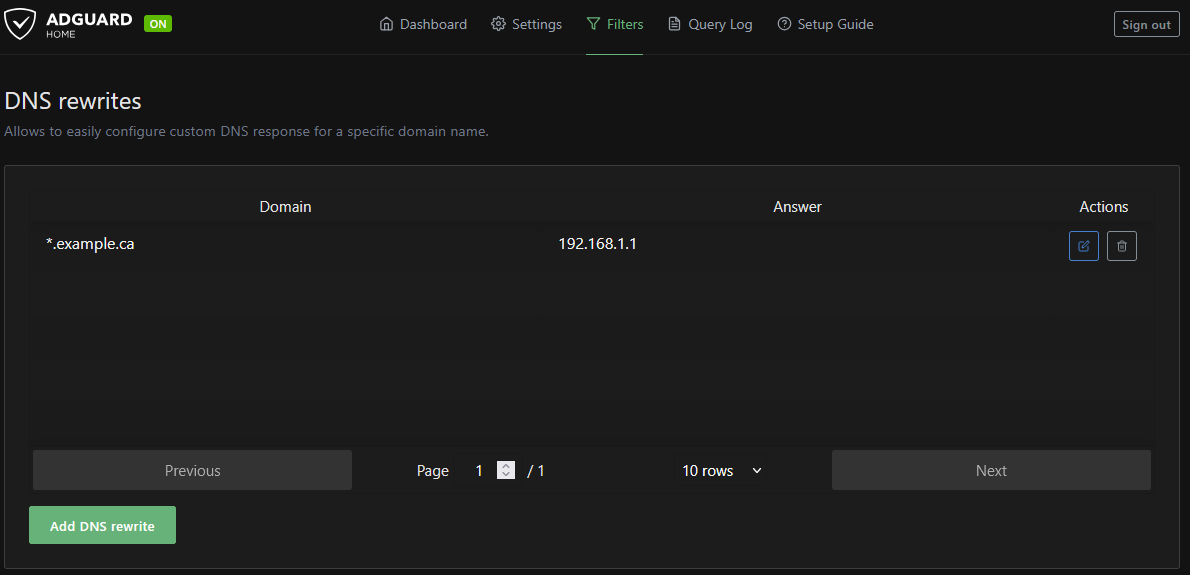 ADGUARD
HOME
ON
Dashboard
Settings
Filters
Query Log
Setup Guide
Sign out
DNS rewrites
Allows to easily configure custom DNS response for a specific domain name.
Domain
Answer
Actions
*.example.ca
192.168.1.1
Previous
Page 1 / 1
10 rows
Next
Add DNS rewrite